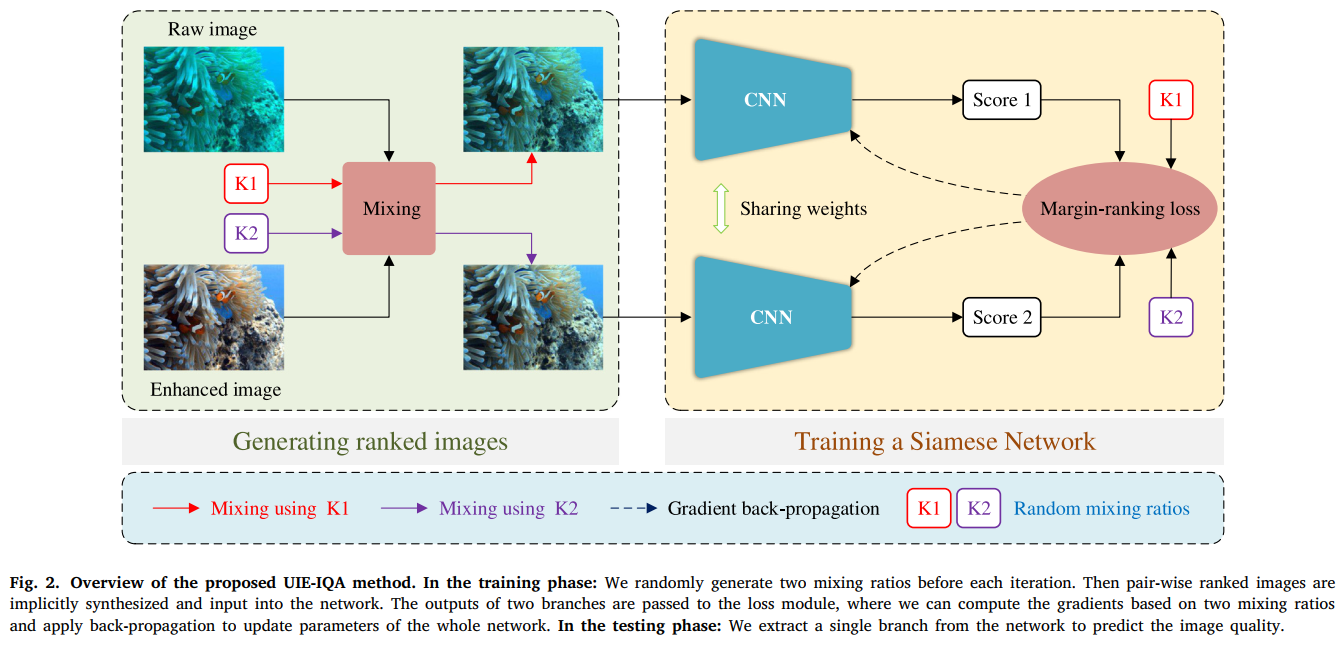 Raw image
K1
K2
Mixing
Enhanced image
Generating ranked images
CNN
Score 1
K1
Sharing weights
Margin-ranking loss
CNN
Score 2
K2
Training a Siamese Network
Mixing using K1
Mixing using K2
Gradient back-propagation
K1
K2
Random mixing ratios
Fig. 2. Overview of the proposed UIE-IQA method. In the training phase: We randomly generate two mixing ratios before each iteration. Then pair-wise ranked images are
implicitly synthesized and input into the network. The outputs of two branches are passed to the loss module, where we can compute the gradients based on two mixing ratios
and apply back-propagation to update parameters of the whole network. In the testing phase: We extract a single branch from the network to predict the image quality.